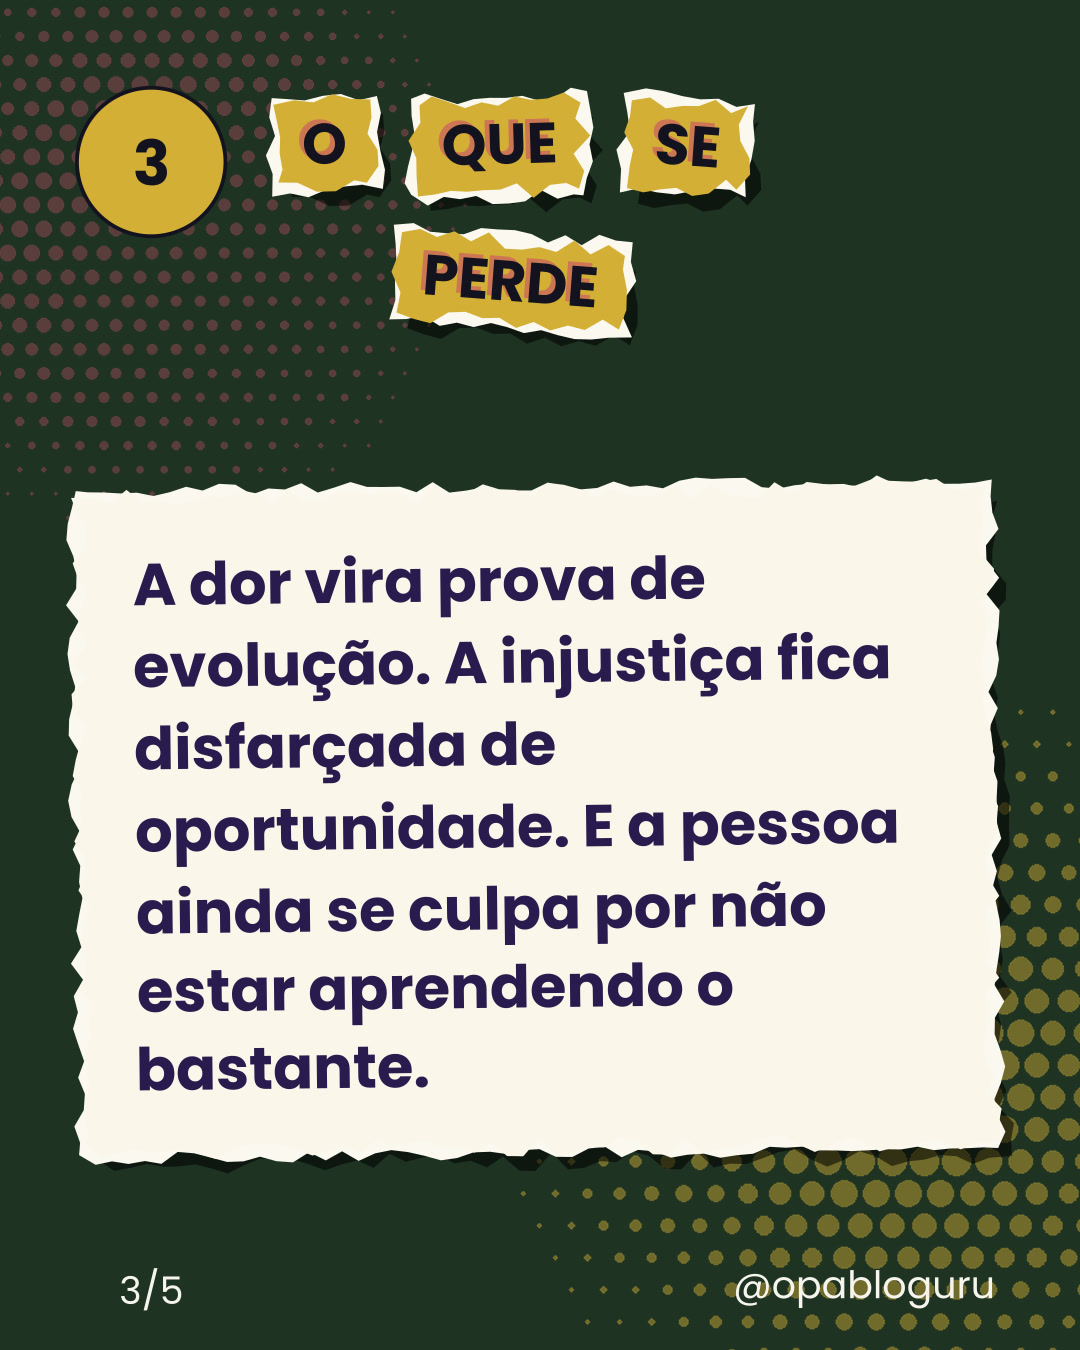 3
O QUE SE
PERDE
A dor vira prova de
evolução. A injustiça fica
disfarçada de
oportunidade. E a pessoa
ainda se culpa por não
estar aprendendo o
bastante.
3/5
@opabloguru